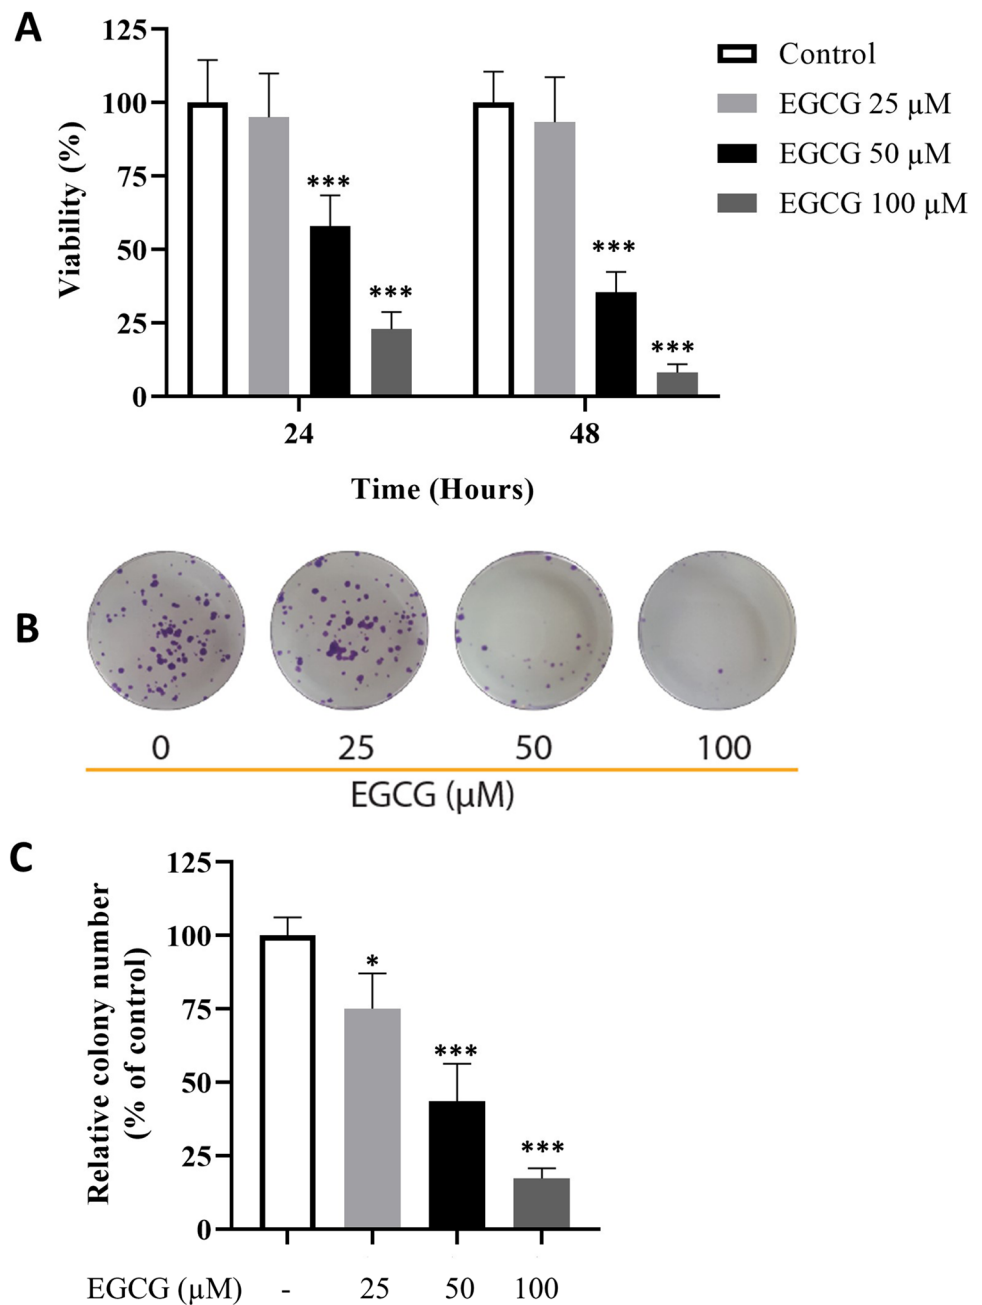 A
125
100
75
50
25
0
Viability (%)
***
***
***
***
24
48
Time (Hours)
Control
EGCG 25 µM
EGCG 50 µM
EGCG 100 µM
B
0 25 50 100
EGCG (µM)
C
125
100
75
50
25
0
Relative colony number
(% of control)
*
***
***
EGCG (µM) - 25 50 100